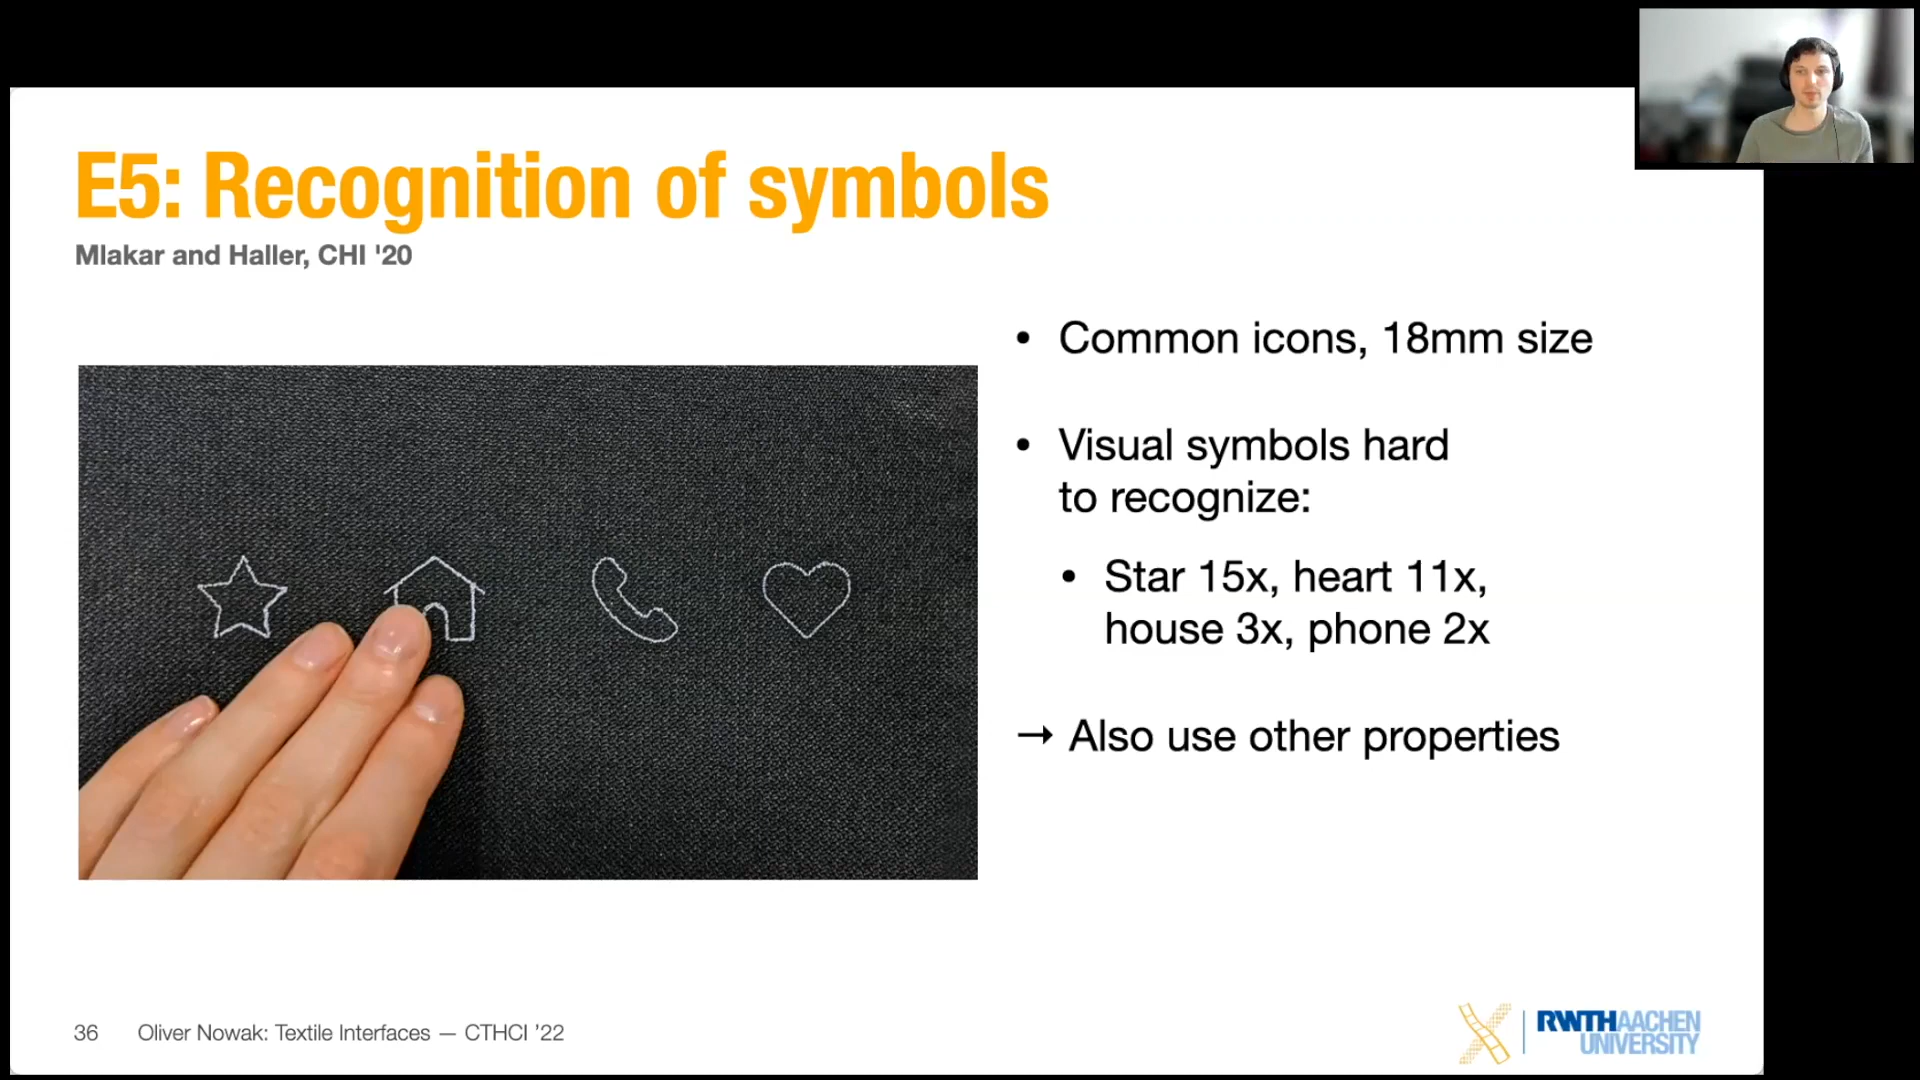 E5: Recognition of symbols
Mlakar and Haller, CHI '20
• Common icons, 18mm size
• Visual symbols hard
to recognize:
• Star 15x, heart 11x,
house 3x, phone 2x
→ Also use other properties
36 Oliver Nowak: Textile Interfaces — CTHCI ’22
RWTHAACHEN
UNIVERSITY